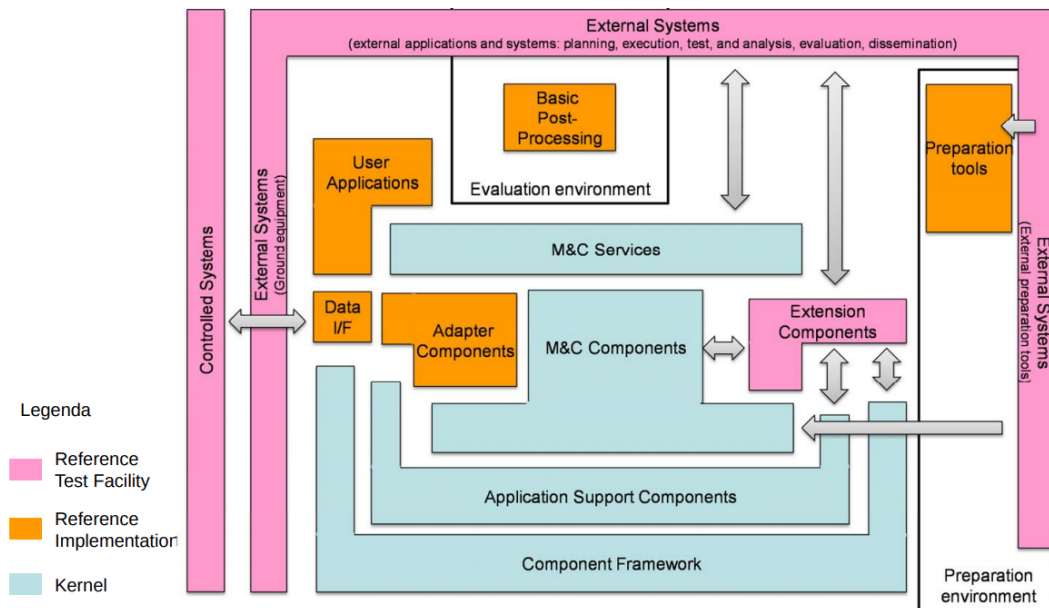 External Systems
(external applications and systems: planning, execution, test, and analysis, evaluation, dissemination)
Basic
Post-
Processing
Evaluation environment
User
Applications
Preparation
tools
M&C Services
External Systems
(Ground equipment)
Controlled Systems
External Systems
(External preparation tools)
Data
I/F
Adapter
Components
M&C Components
Extension
Components
Application Support Components
Component Framework
Preparation
environment
Legenda
Reference
Test Facility
Reference
Implementation
Kernel